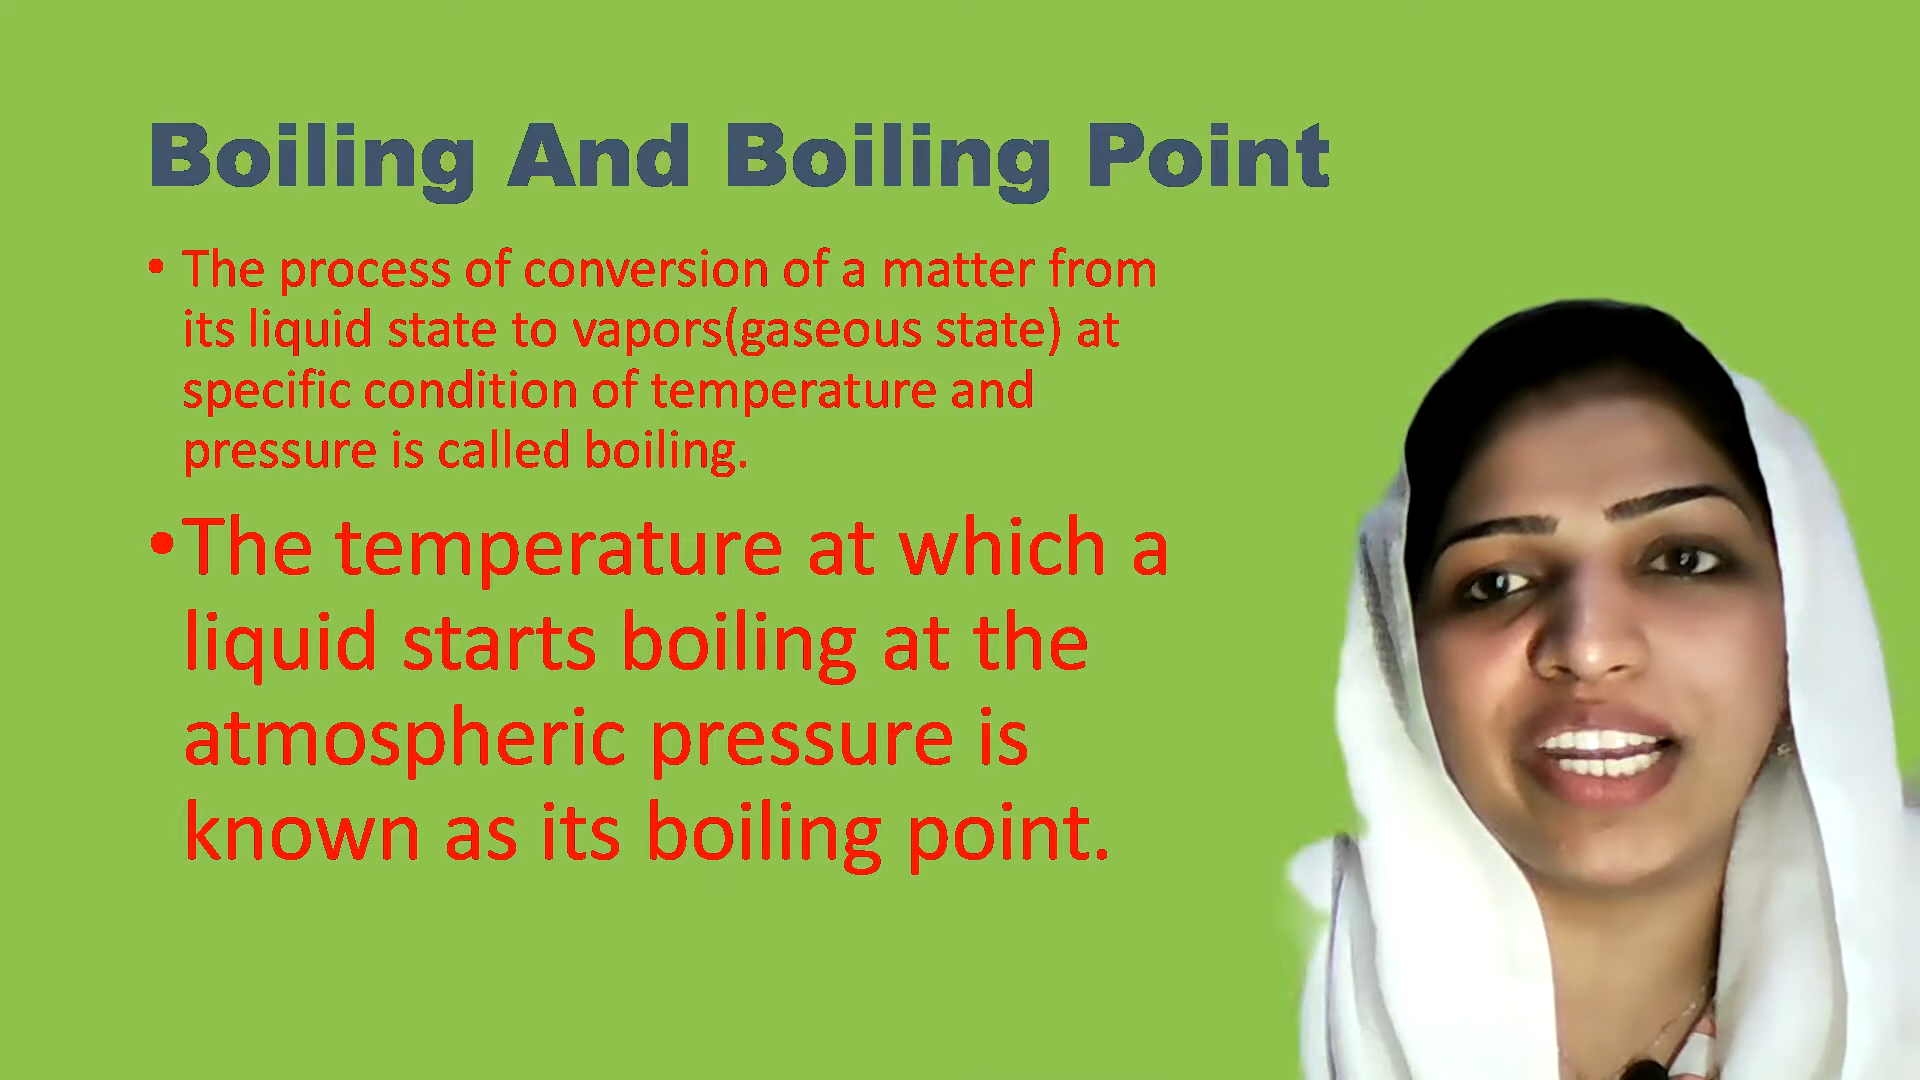 Boiling And Boiling Point
• The process of conversion of a matter from
its liquid state to vapors(gaseous state) at
specific condition of temperature and
pressure is called boiling.
•The temperature at which a
liquid starts boiling at the
atmospheric pressure is
known as its boiling point.